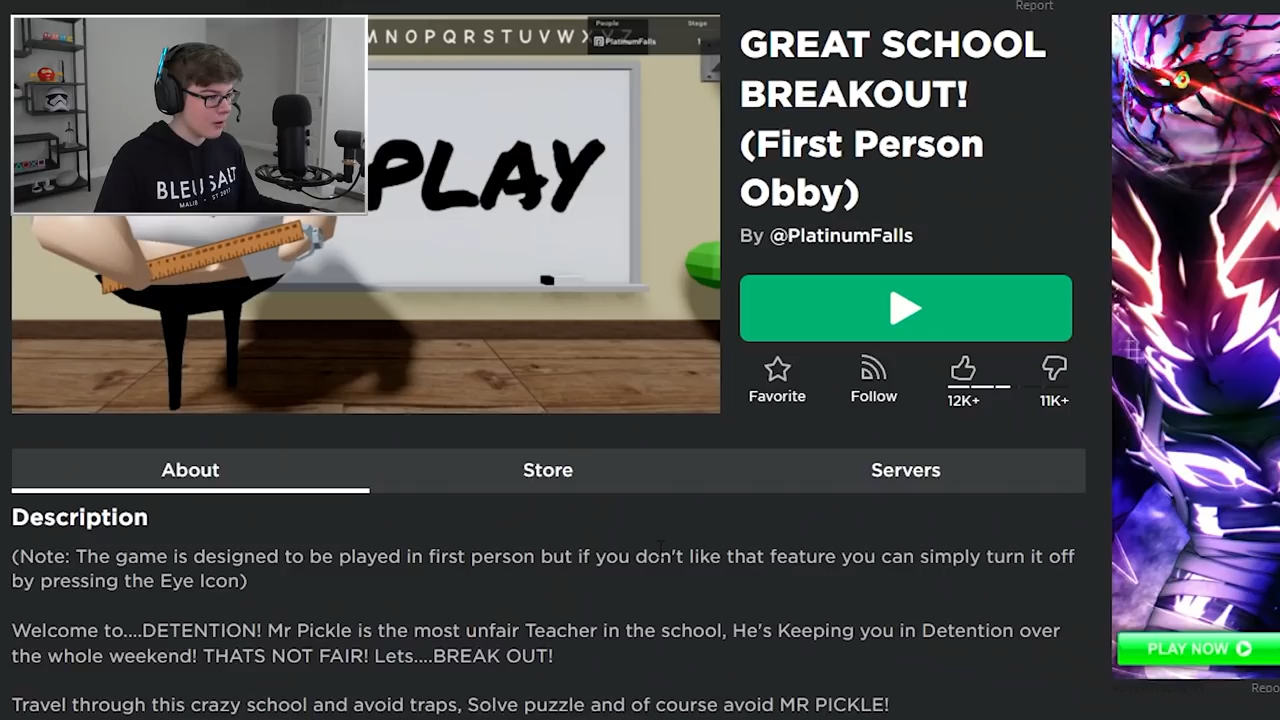 Report
M N O P Q R S T U V W X Y Z
People
Stage
PlatinumFalls
1
BLEU SALT
PLAY
GREAT SCHOOL
BREAKOUT!
(First Person
Obby)
By @PlatinumFalls
Favorite
Follow
12K+
11K+
About
Store
Servers
Description
(Note: The game is designed to be played in first person but if you don't like that feature you can simply turn it off
by pressing the Eye Icon)
Welcome to....DETENTION! Mr Pickle is the most unfair Teacher in the school, He's Keeping you in Detention over
the whole weekend! THATS NOT FAIR! Lets....BREAK OUT!
Travel through this crazy school and avoid traps, Solve puzzle and of course avoid MR PICKLE!
PLAY NOW
Repo